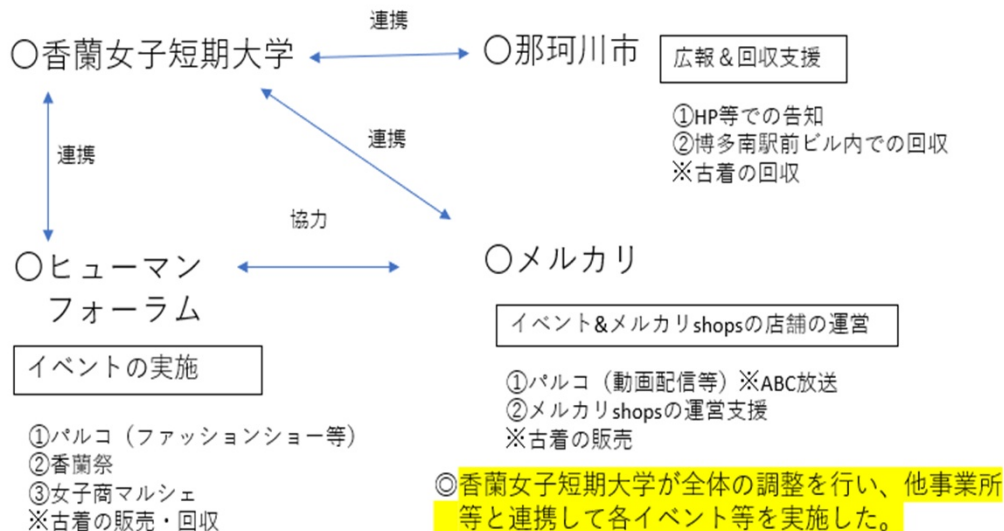 連携
〇香蘭女子短期大学
〇那珂川市
広報＆回収支援
①HP等での告知
②博多南駅前ビル内での回収
※古着の回収
連携
連携
協力
〇ヒューマン
フォーラム
〇メルカリ
イベントの実施
イベント&メルカリshopsの店舗の運営
①パルコ（動画配信等）※ABC放送
②メルカリshopsの運営支援
※古着の販売
①パルコ（ファッションショー等）
②香蘭祭
③女子商マルシェ
※古着の販売・回収
◎香蘭女子短期大学が全体の調整を行い、他事業所
等と連携して各イベント等を実施した。